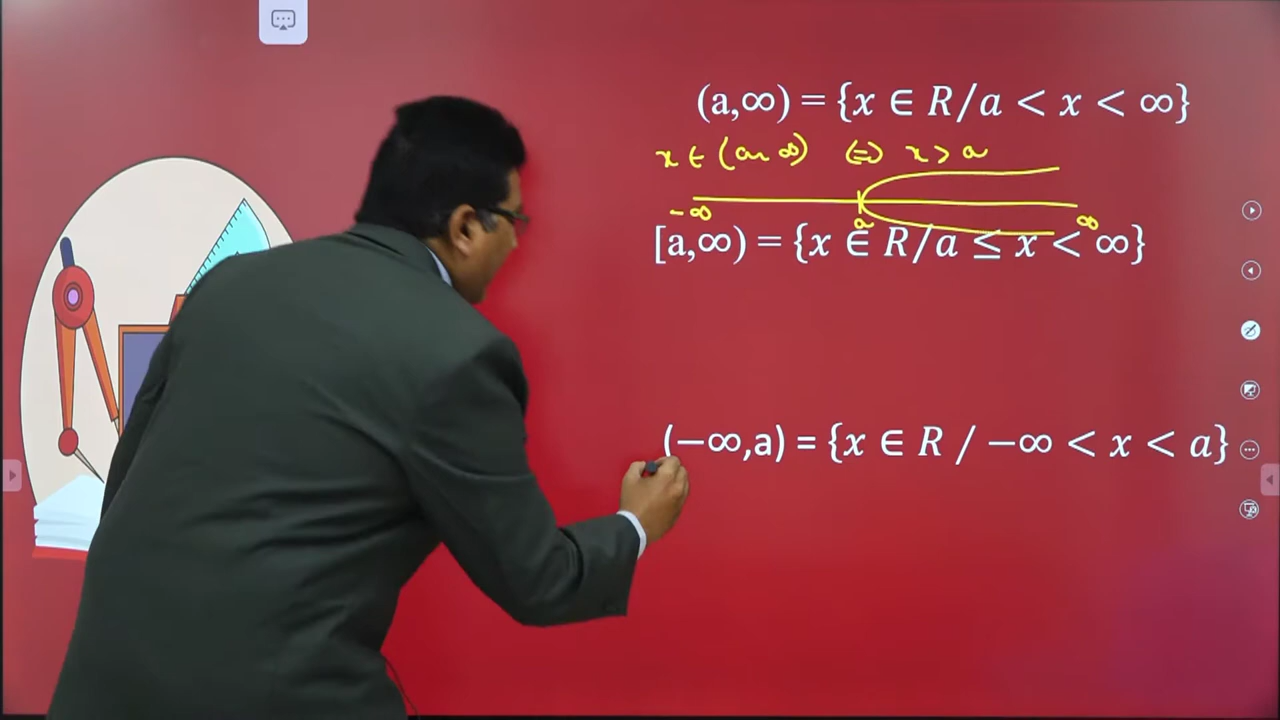 (a,∞) = {x ∈ R/a < x < ∞}
x ∈ (a, ∞) ⇔ x > a
-∞ a ∞
[a,∞) = {x ∈ R/a ≤ x < ∞}
(−∞,a) = {x ∈ R / −∞ < x < a}